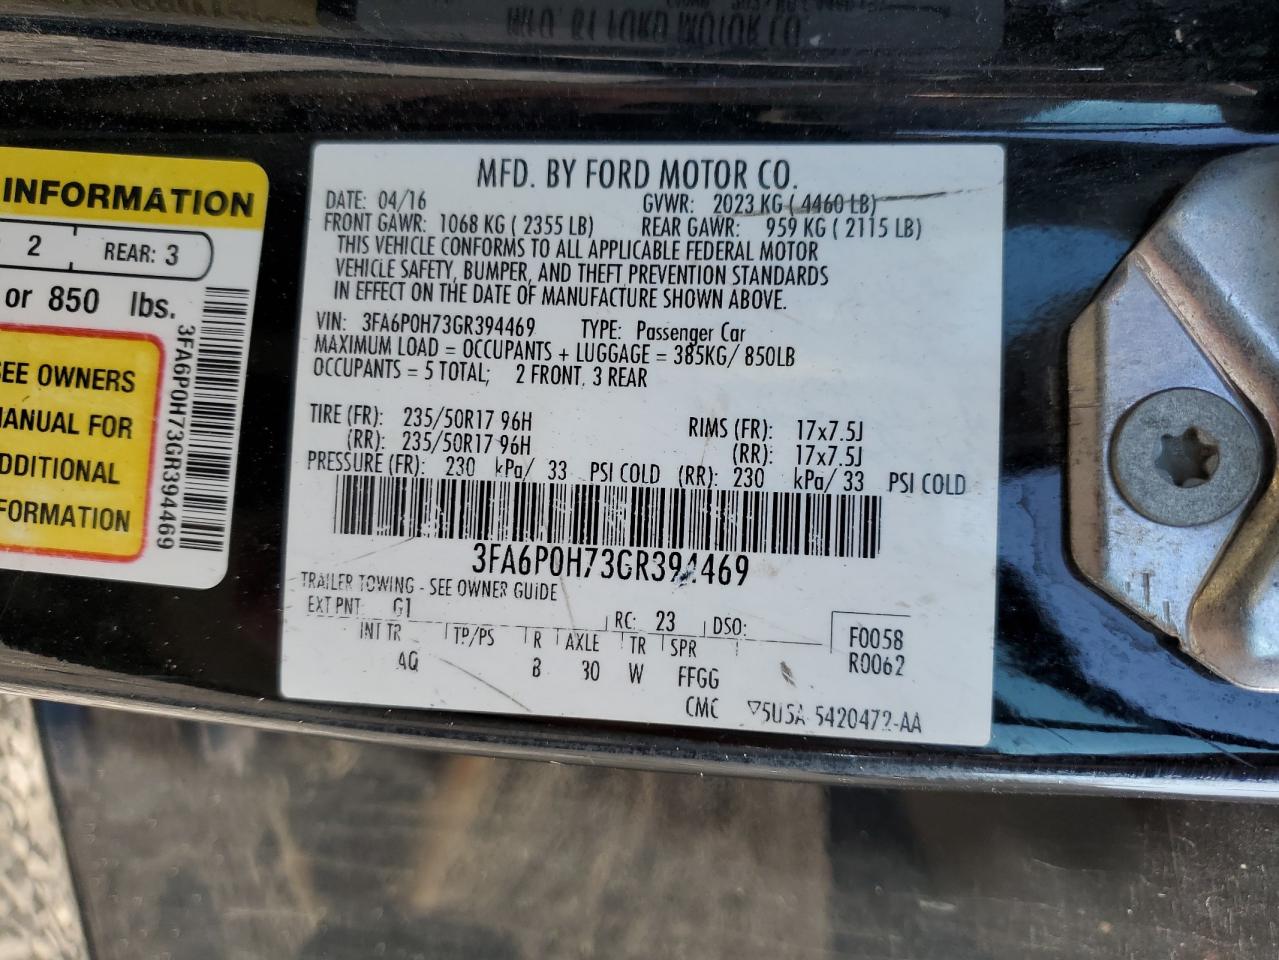 INFORMATION
2 REAR: 3
or 850 lbs.
SEE OWNERS
MANUAL FOR
ADDITIONAL
INFORMATION
3FA6P0H73GR394469
MFD. BY FORD MOTOR CO.
DATE: 04/16 GVWR: 2023 KG ( 4460 LB)
FRONT GAWR: 1068 KG ( 2355 LB) REAR GAWR: 959 KG ( 2115 LB)
THIS VEHICLE CONFORMS TO ALL APPLICABLE FEDERAL MOTOR
VEHICLE SAFETY, BUMPER, AND THEFT PREVENTION STANDARDS
IN EFFECT ON THE DATE OF MANUFACTURE SHOWN ABOVE.
VIN: 3FA6P0H73GR394469 TYPE: Passenger Car
MAXIMUM LOAD = OCCUPANTS + LUGGAGE = 385KG/ 850LB
OCCUPANTS = 5 TOTAL; 2 FRONT, 3 REAR
TIRE (FR): 235/50R17 96H RIMS (FR): 17x7.5J
(RR): 235/50R17 96H (RR): 17x7.5J
PRESSURE (FR): 230 kPa/ 33 PSI COLD (RR): 230 kPa/ 33 PSI COLD
3FA6P0H73GR394469
TRAILER TOWING - SEE OWNER GUIDE
EXT PNT G1 RC: 23 DSO: F0058
INT TR TP/PS R AXLE TR SPR R0062
AQ B 30 W FFGG
CMC ▽5U5A-5420472-AA